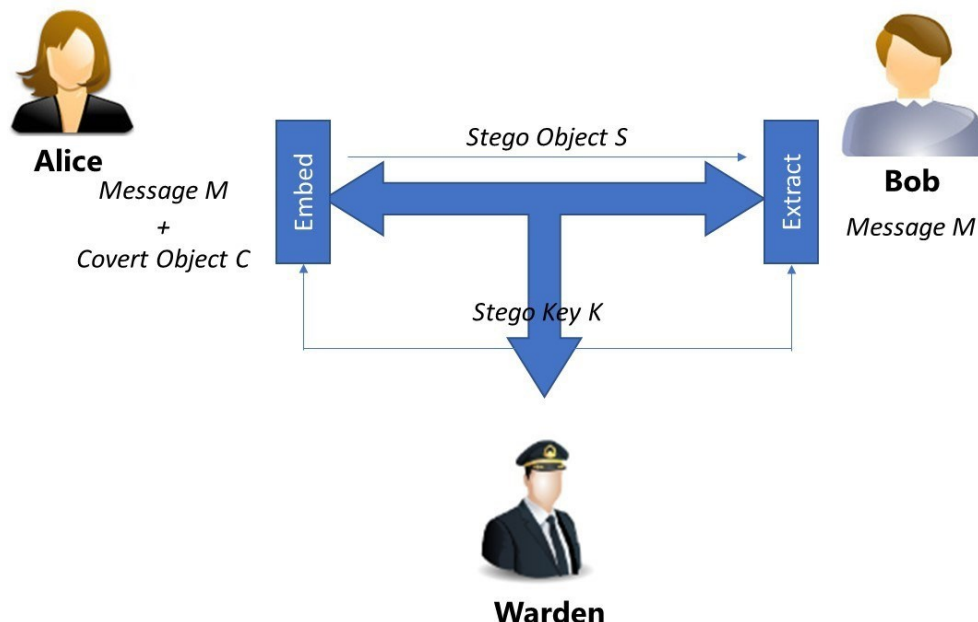 Alice
Message M
+
Covert Object C
Embed
Stego Object S
Stego Key K
Extract
Bob
Message M
Warden